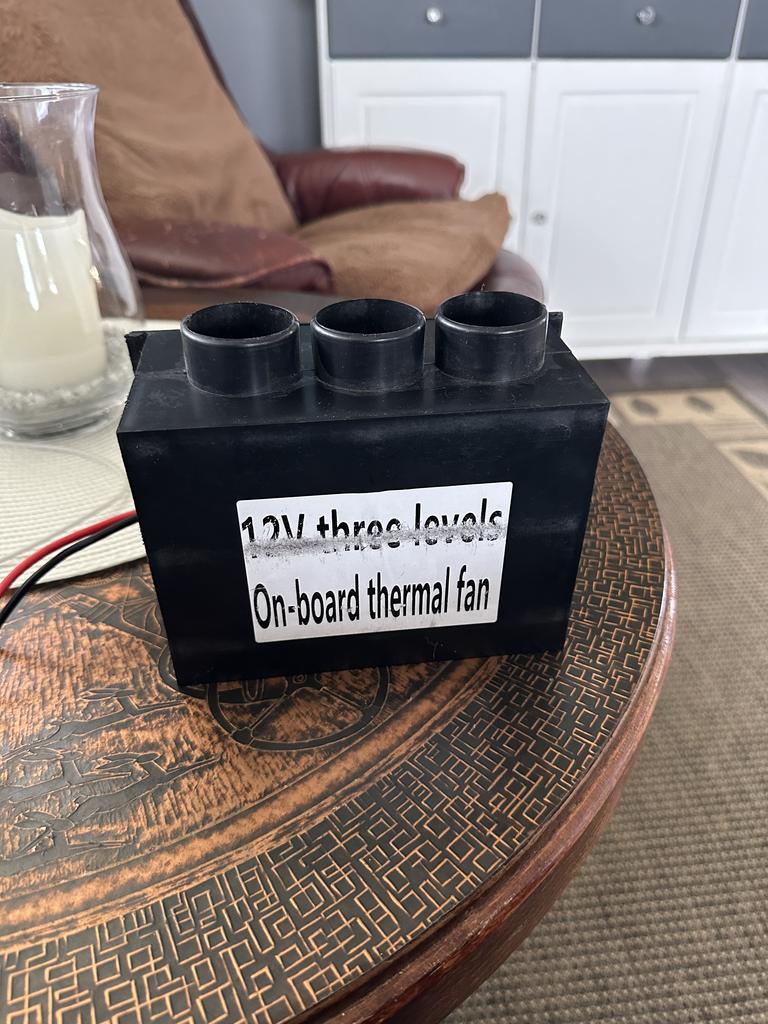 12V three levels
On-board thermal fan